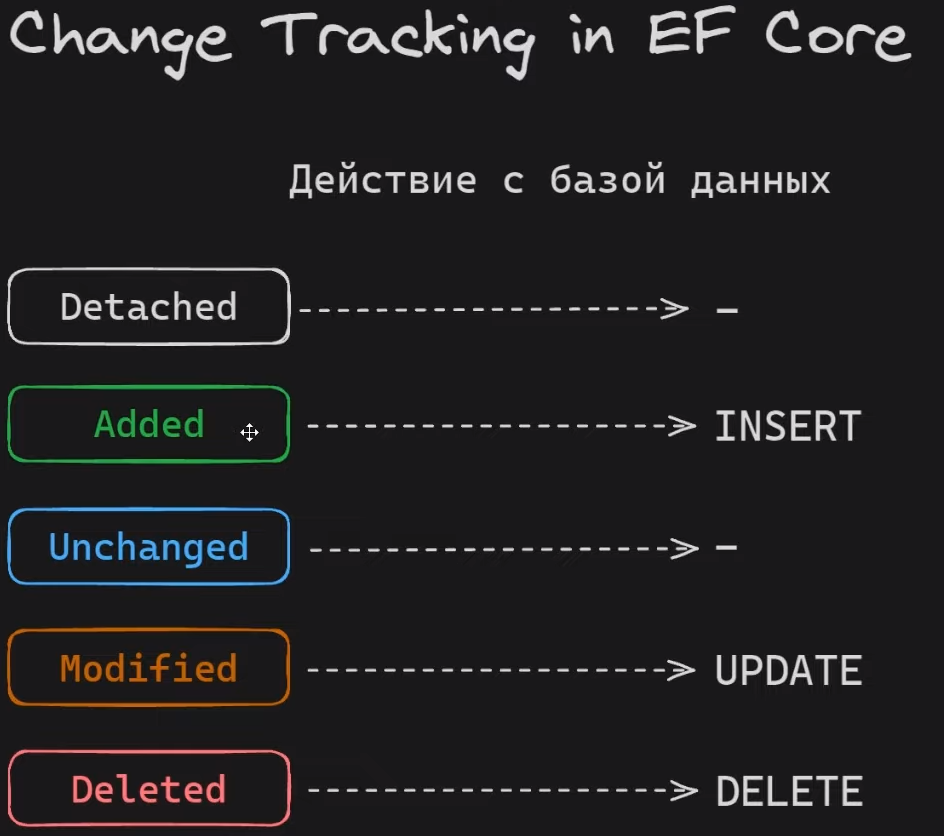 Change Tracking in EF Core
Действие с базой данных
Detached –
Added INSERT
Unchanged –
Modified UPDATE
Deleted DELETE